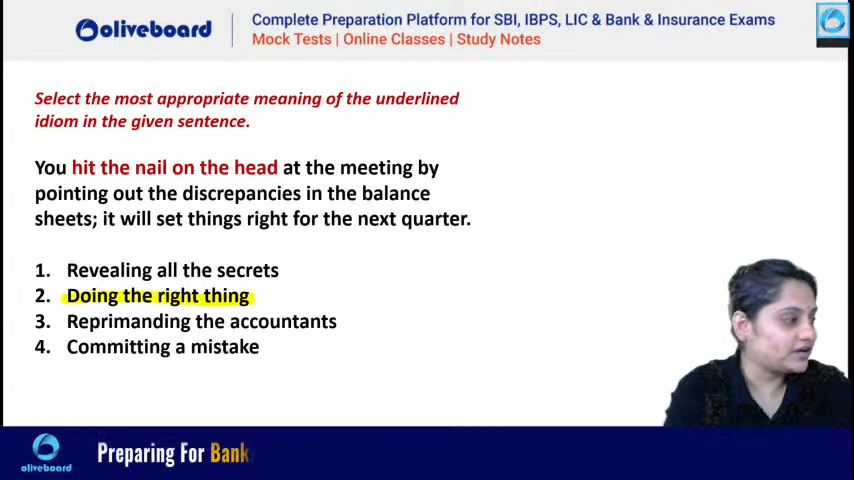 oliveboard
Complete Preparation Platform for SBI, IBPS, LIC & Bank & Insurance Exams
Mock Tests | Online Classes | Study Notes
Select the most appropriate meaning of the underlined
idiom in the given sentence.
You hit the nail on the head at the meeting by
pointing out the discrepancies in the balance
sheets; it will set things right for the next quarter.
1. Revealing all the secrets
2. Doing the right thing
3. Reprimanding the accountants
4. Committing a mistake
oliveboard
Preparing For Bank